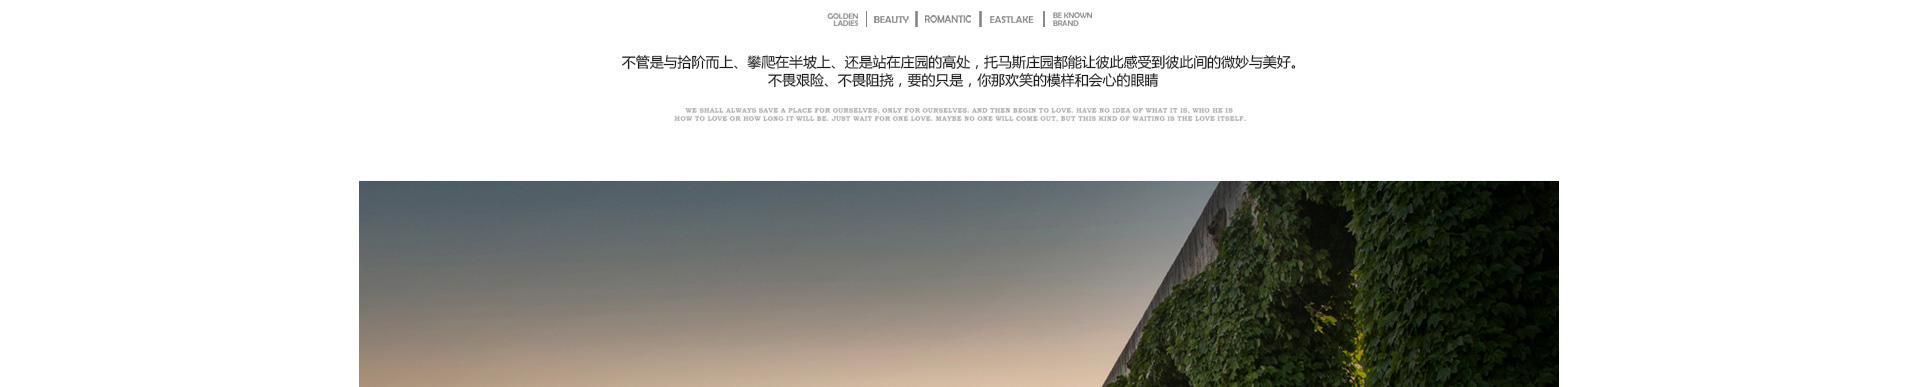 GOLDEN LADIES | BEAUTY | ROMANTIC | EASTLAKE | BE KNOWN BRAND
不管是与拾阶而上、攀爬在半坡上、还是站在庄园的高处，托马斯庄园都能让彼此感受到彼此间的微妙与美好。
不畏艰险、不畏阻挠，要的只是，你那欢笑的模样和会心的眼睛
WE SHALL ALWAYS SAVE A PLACE FOR OURSELVES, ONLY FOR OURSELVES. AND THEN BEGIN TO LOVE. HAVE NO IDEA OF WHAT IT IS, WHO HE IS
HOW TO LOVE OR HOW LONG IT WILL BE. JUST WAIT FOR ONE LOVE. MAYBE NO ONE WILL COME OUT, BUT THIS KIND OF WAITING IS THE LOVE ITSELF.